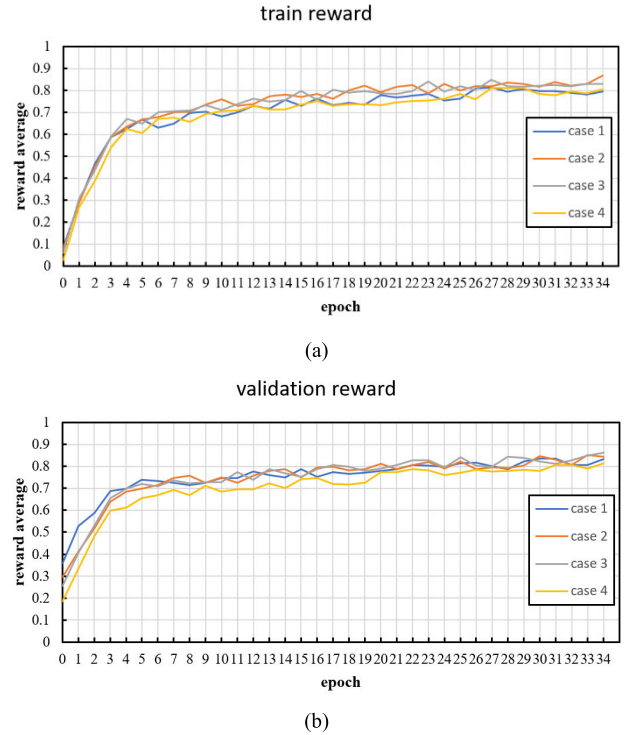 train reward
1
0.9
0.8
0.7
0.6
0.5
0.4
0.3
0.2
0.1
0
reward average
case 1
case 2
case 3
case 4
0 1 2 3 4 5 6 7 8 9 10 11 12 13 14 15 16 17 18 19 20 21 22 23 24 25 26 27 28 29 30 31 32 33 34
epoch
(a)
validation reward
1
0.9
0.8
0.7
0.6
0.5
0.4
0.3
0.2
0.1
0
reward average
case 1
case 2
case 3
case 4
0 1 2 3 4 5 6 7 8 9 10 11 12 13 14 15 16 17 18 19 20 21 22 23 24 25 26 27 28 29 30 31 32 33 34
epoch
(b)